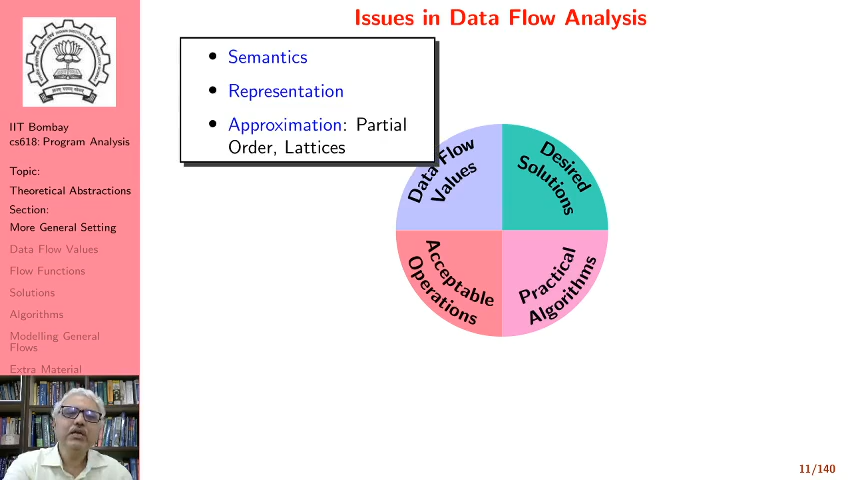 Issues in Data Flow Analysis
IIT Bombay
cs618: Program Analysis
Topic:
Theoretical Abstractions
Section:
More General Setting
Data Flow Values
Flow Functions
Solutions
Algorithms
Modelling General
Flows
Extra Material
• Semantics
• Representation
• Approximation: Partial
Order, Lattices
Data Flow
Values
Desired
Solutions
Acceptable
Operations
Practical
Algorithms
11/140